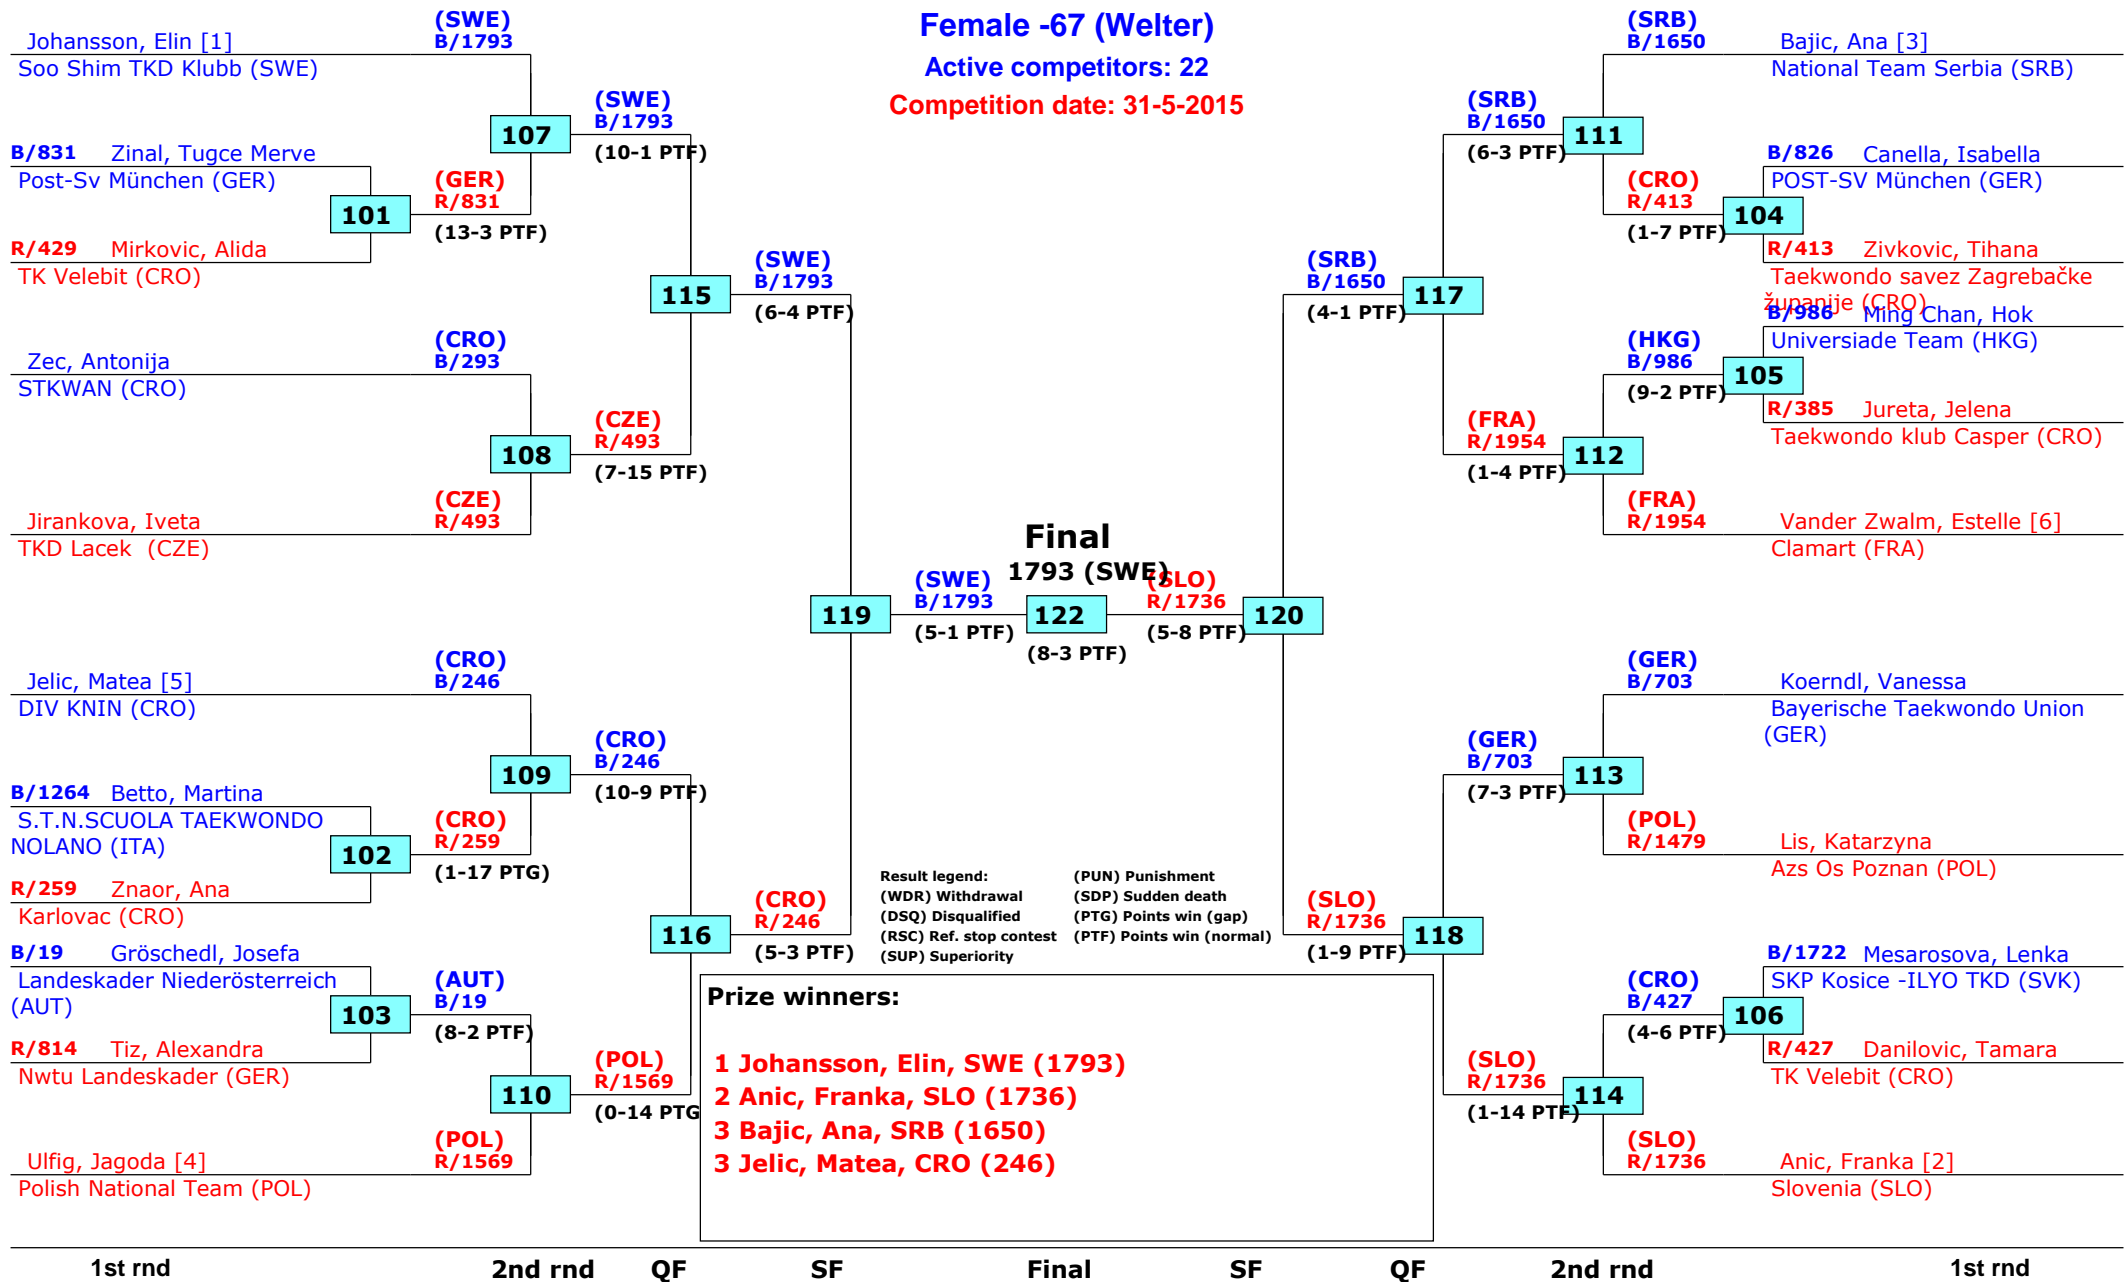 Female -67 (Welter)
Active competitors: 22
Competition date: 31-5-2015
Johansson, Elin [1]
Soo Shim TKD Klubb (SWE)
(SWE)
B/1793
B/831 Zinal, Tugce Merve
Post-Sv München (GER)
R/429 Mirkovic, Alida
TK Velebit (CRO)
101
(GER)
R/831
(13-3 PTF)
107
(SWE)
B/1793
(10-1 PTF)
Zec, Antonija
STKWAN (CRO)
(CRO)
B/293
Jirankova, Iveta
TKD Lacek (CZE)
(CZE)
R/493
108
(CZE)
R/493
(7-15 PTF)
115
(SWE)
B/1793
(6-4 PTF)
Jelic, Matea [5]
DIV KNIN (CRO)
(CRO)
B/246
B/1264 Betto, Martina
S.T.N.SCUOLA TAEKWONDO
NOLANO (ITA)
R/259 Znaor, Ana
Karlovac (CRO)
102
(CRO)
R/259
(1-17 PTG)
109
(CRO)
B/246
(10-9 PTF)
B/19 Gröschedl, Josefa
Landeskader Niederösterreich
(AUT)
R/814 Tiz, Alexandra
Nwtu Landeskader (GER)
103
(AUT)
B/19
(8-2 PTF)
Ulfig, Jagoda [4]
Polish National Team (POL)
(POL)
R/1569
110
(POL)
R/1569
(0-14 PTG
116
(CRO)
R/246
(5-3 PTF)
119
(SWE)
B/1793
(5-1 PTF)
Final
1793 (SWE)
122
(8-3 PTF)
(SLO)
R/1736
(5-8 PTF)
120
(SRB)
B/1650
(4-1 PTF)
117
(SRB)
B/1650
(6-3 PTF)
111
(SRB)
B/1650
Bajic, Ana [3]
National Team Serbia (SRB)
B/826 Canella, Isabella
POST-SV München (GER)
(CRO)
R/413
(1-7 PTF)
104
R/413 Zivkovic, Tihana
Taekwondo savez Zagrebačke
županije (CRO)
B/986 Ming Chan, Hok
Universiade Team (HKG)
(HKG)
B/986
(9-2 PTF)
105
R/385 Jureta, Jelena
Taekwondo klub Casper (CRO)
(FRA)
R/1954
(1-4 PTF)
112
(FRA)
R/1954
Vander Zwalm, Estelle [6]
Clamart (FRA)
(GER)
B/703
Koerndl, Vanessa
Bayerische Taekwondo Union
(GER)
(GER)
B/703
(7-3 PTF)
113
(POL)
R/1479
Lis, Katarzyna
Azs Os Poznan (POL)
(SLO)
R/1736
(1-9 PTF)
118
B/1722 Mesarosova, Lenka
SKP Kosice -ILYO TKD (SVK)
(CRO)
B/427
(4-6 PTF)
106
R/427 Danilovic, Tamara
TK Velebit (CRO)
(SLO)
R/1736
(1-14 PTF)
114
(SLO)
R/1736
Anic, Franka [2]
Slovenia (SLO)
Result legend: (PUN) Punishment
(WDR) Withdrawal (SDP) Sudden death
(DSQ) Disqualified (PTG) Points win (gap)
(RSC) Ref. stop contest (PTF) Points win (normal)
(SUP) Superiority
Prize winners:
1 Johansson, Elin, SWE (1793)
2 Anic, Franka, SLO (1736)
3 Bajic, Ana, SRB (1650)
3 Jelic, Matea, CRO (246)
1st rnd 2nd rnd QF SF Final SF QF 2nd rnd 1st rnd